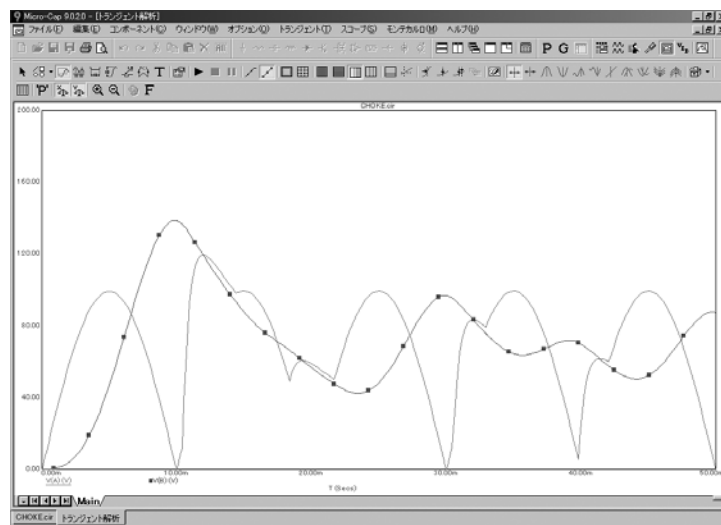 Micro-Cap 9.0.2.0 - [トランジェント解析]
ファイル(F) 編集(E) コンポーネント(C) ウィンドウ(W) オプション(O) トランジェント(T) スコープ(S) モンテカルロ(M) ヘルプ(H)
CHOKE.cir
200.00
160.00
120.00
80.00
40.00
0.00
0.00m 10.00m 20.00m 30.00m 40.00m 50.00m
V(A) (V) V(B) (V)
T (Secs)
Main
CHOKE.cir トランジェント解析